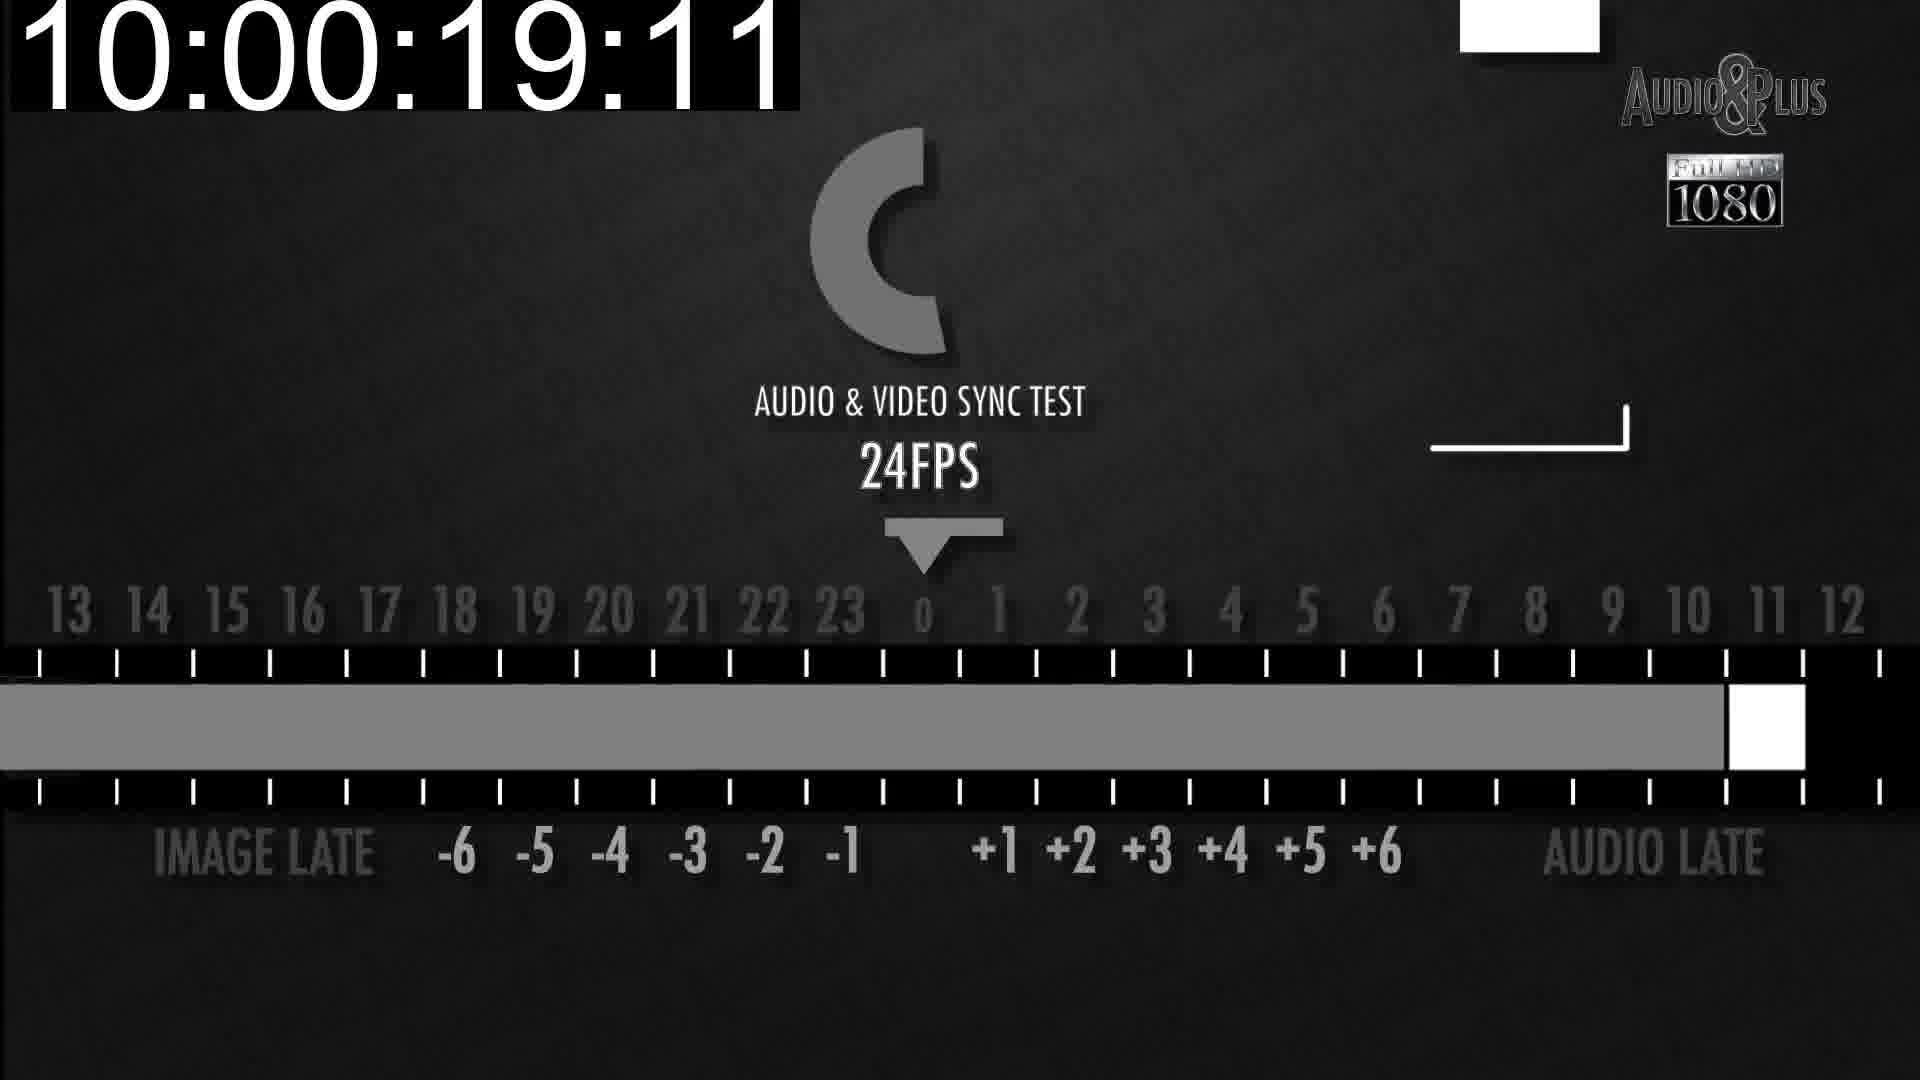 10:00:19:11
AUDIO & PLUS
Full HD
1080
AUDIO & VIDEO SYNC TEST
24FPS
13 14 15 16 17 18 19 20 21 22 23 0 1 2 3 4 5 6 7 8 9 10 11 12
IMAGE LATE -6 -5 -4 -3 -2 -1 +1 +2 +3 +4 +5 +6 AUDIO LATE